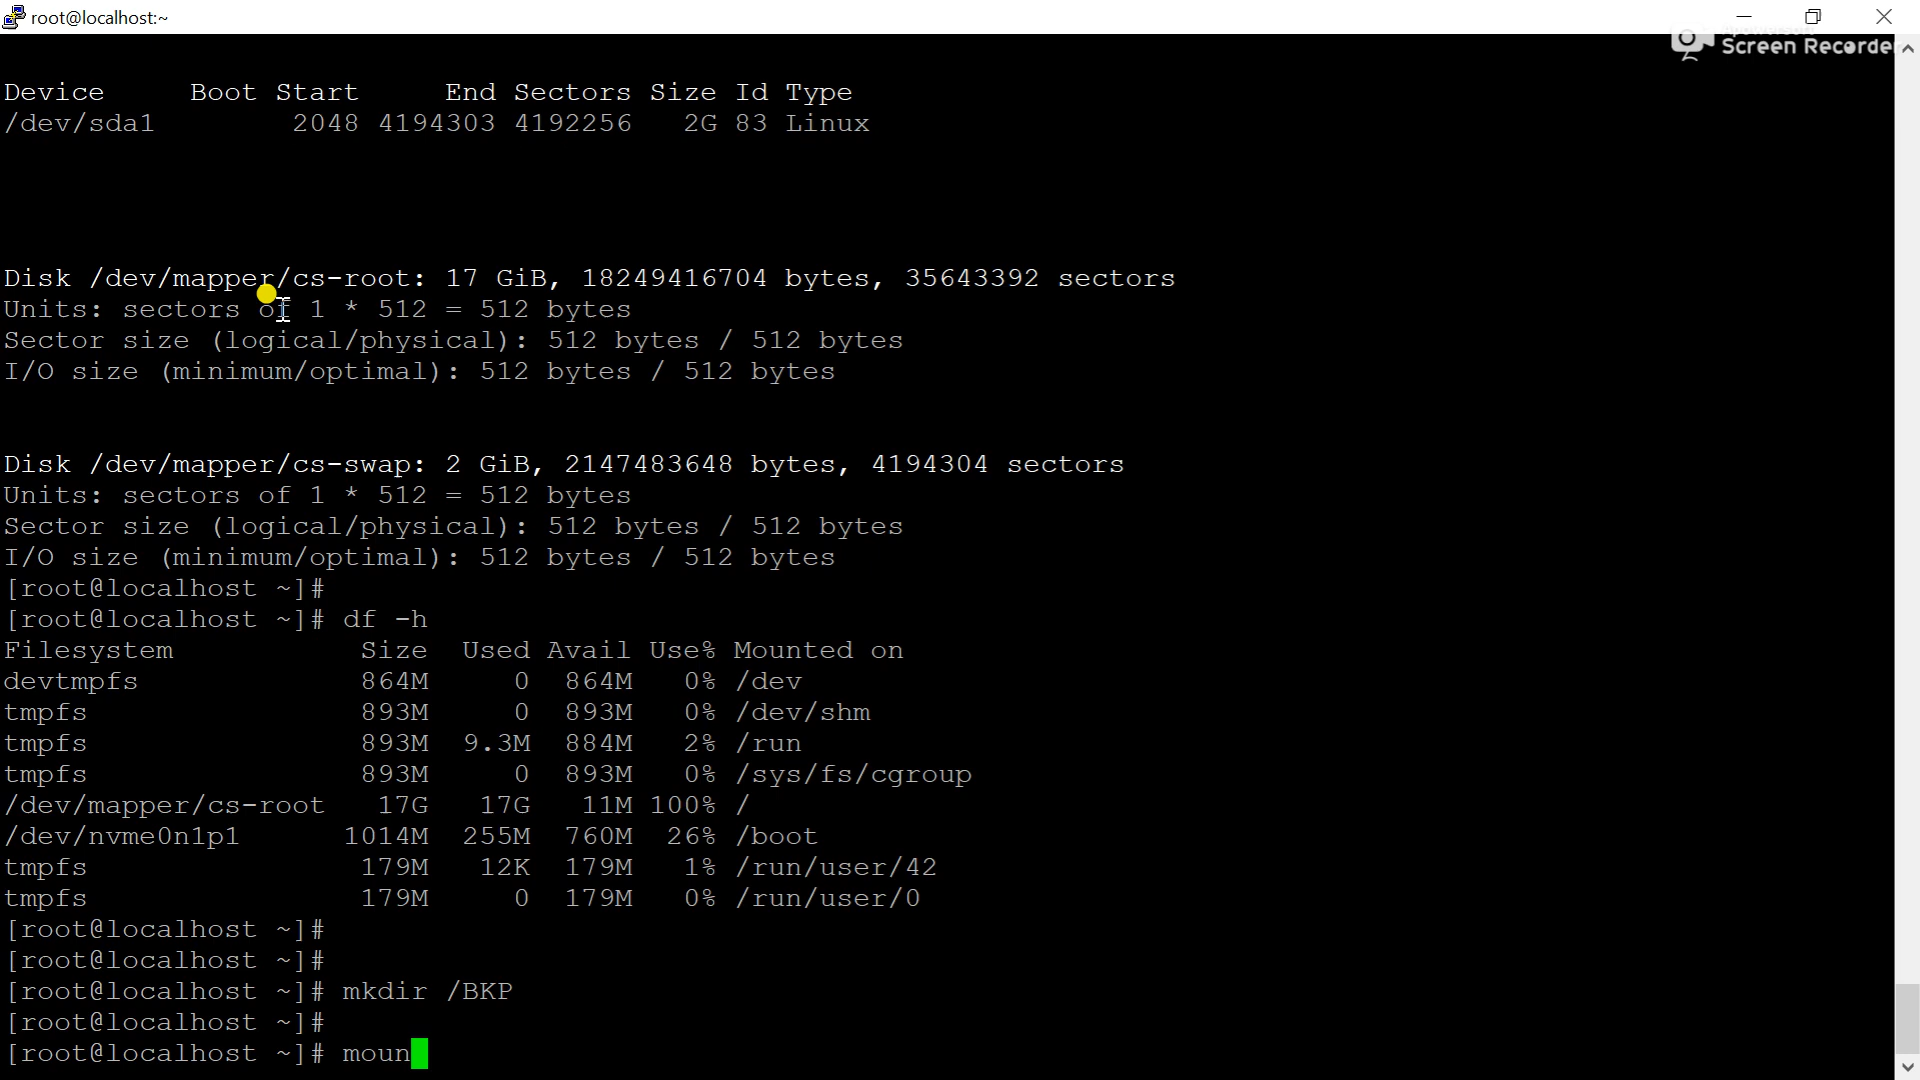 root@localhost:~
Screen Recorder
Device     Boot Start     End Sectors Size Id Type
/dev/sda1        2048 4194303 4192256   2G 83 Linux
Disk /dev/mapper/cs-root: 17 GiB, 18249416704 bytes, 35643392 sectors
Units: sectors of 1 * 512 = 512 bytes
Sector size (logical/physical): 512 bytes / 512 bytes
I/O size (minimum/optimal): 512 bytes / 512 bytes
Disk /dev/mapper/cs-swap: 2 GiB, 2147483648 bytes, 4194304 sectors
Units: sectors of 1 * 512 = 512 bytes
Sector size (logical/physical): 512 bytes / 512 bytes
I/O size (minimum/optimal): 512 bytes / 512 bytes
[root@localhost ~]#
[root@localhost ~]# df -h
Filesystem           Size  Used Avail Use% Mounted on
devtmpfs             864M     0  864M   0% /dev
tmpfs                893M     0  893M   0% /dev/shm
tmpfs                893M  9.3M  884M   2% /run
tmpfs                893M     0  893M   0% /sys/fs/cgroup
/dev/mapper/cs-root   17G   17G   11M 100% /
/dev/nvme0n1p1      1014M  255M  760M  26% /boot
tmpfs                179M   12K  179M   1% /run/user/42
tmpfs                179M     0  179M   0% /run/user/0
[root@localhost ~]#
[root@localhost ~]#
[root@localhost ~]# mkdir /BKP
[root@localhost ~]#
[root@localhost ~]# moun